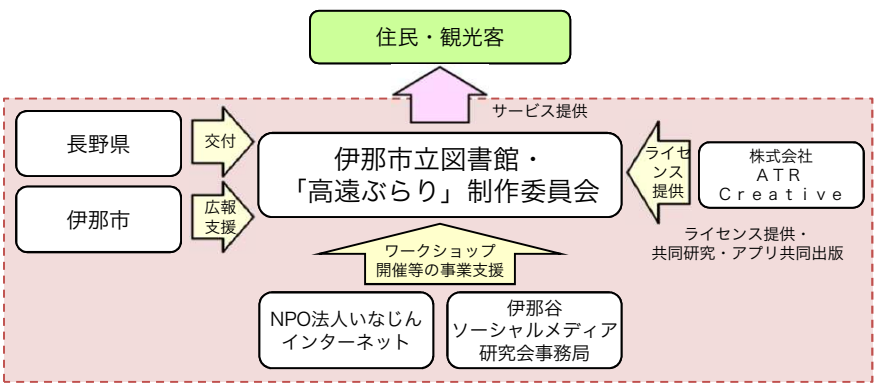 住民・観光客
サービス提供
長野県
交付
伊那市
広報
支援
伊那市立図書館・
「高遠ぶらり」制作委員会
ライセ
ンス
提供
株式会社
ＡＴＲ
Ｃｒｅａｔｉｖｅ
ライセンス提供・
共同研究・アプリ共同出版
ワークショップ
開催等の事業支援
NPO法人いなじん
インターネット
伊那谷
ソーシャルメディア
研究会事務局